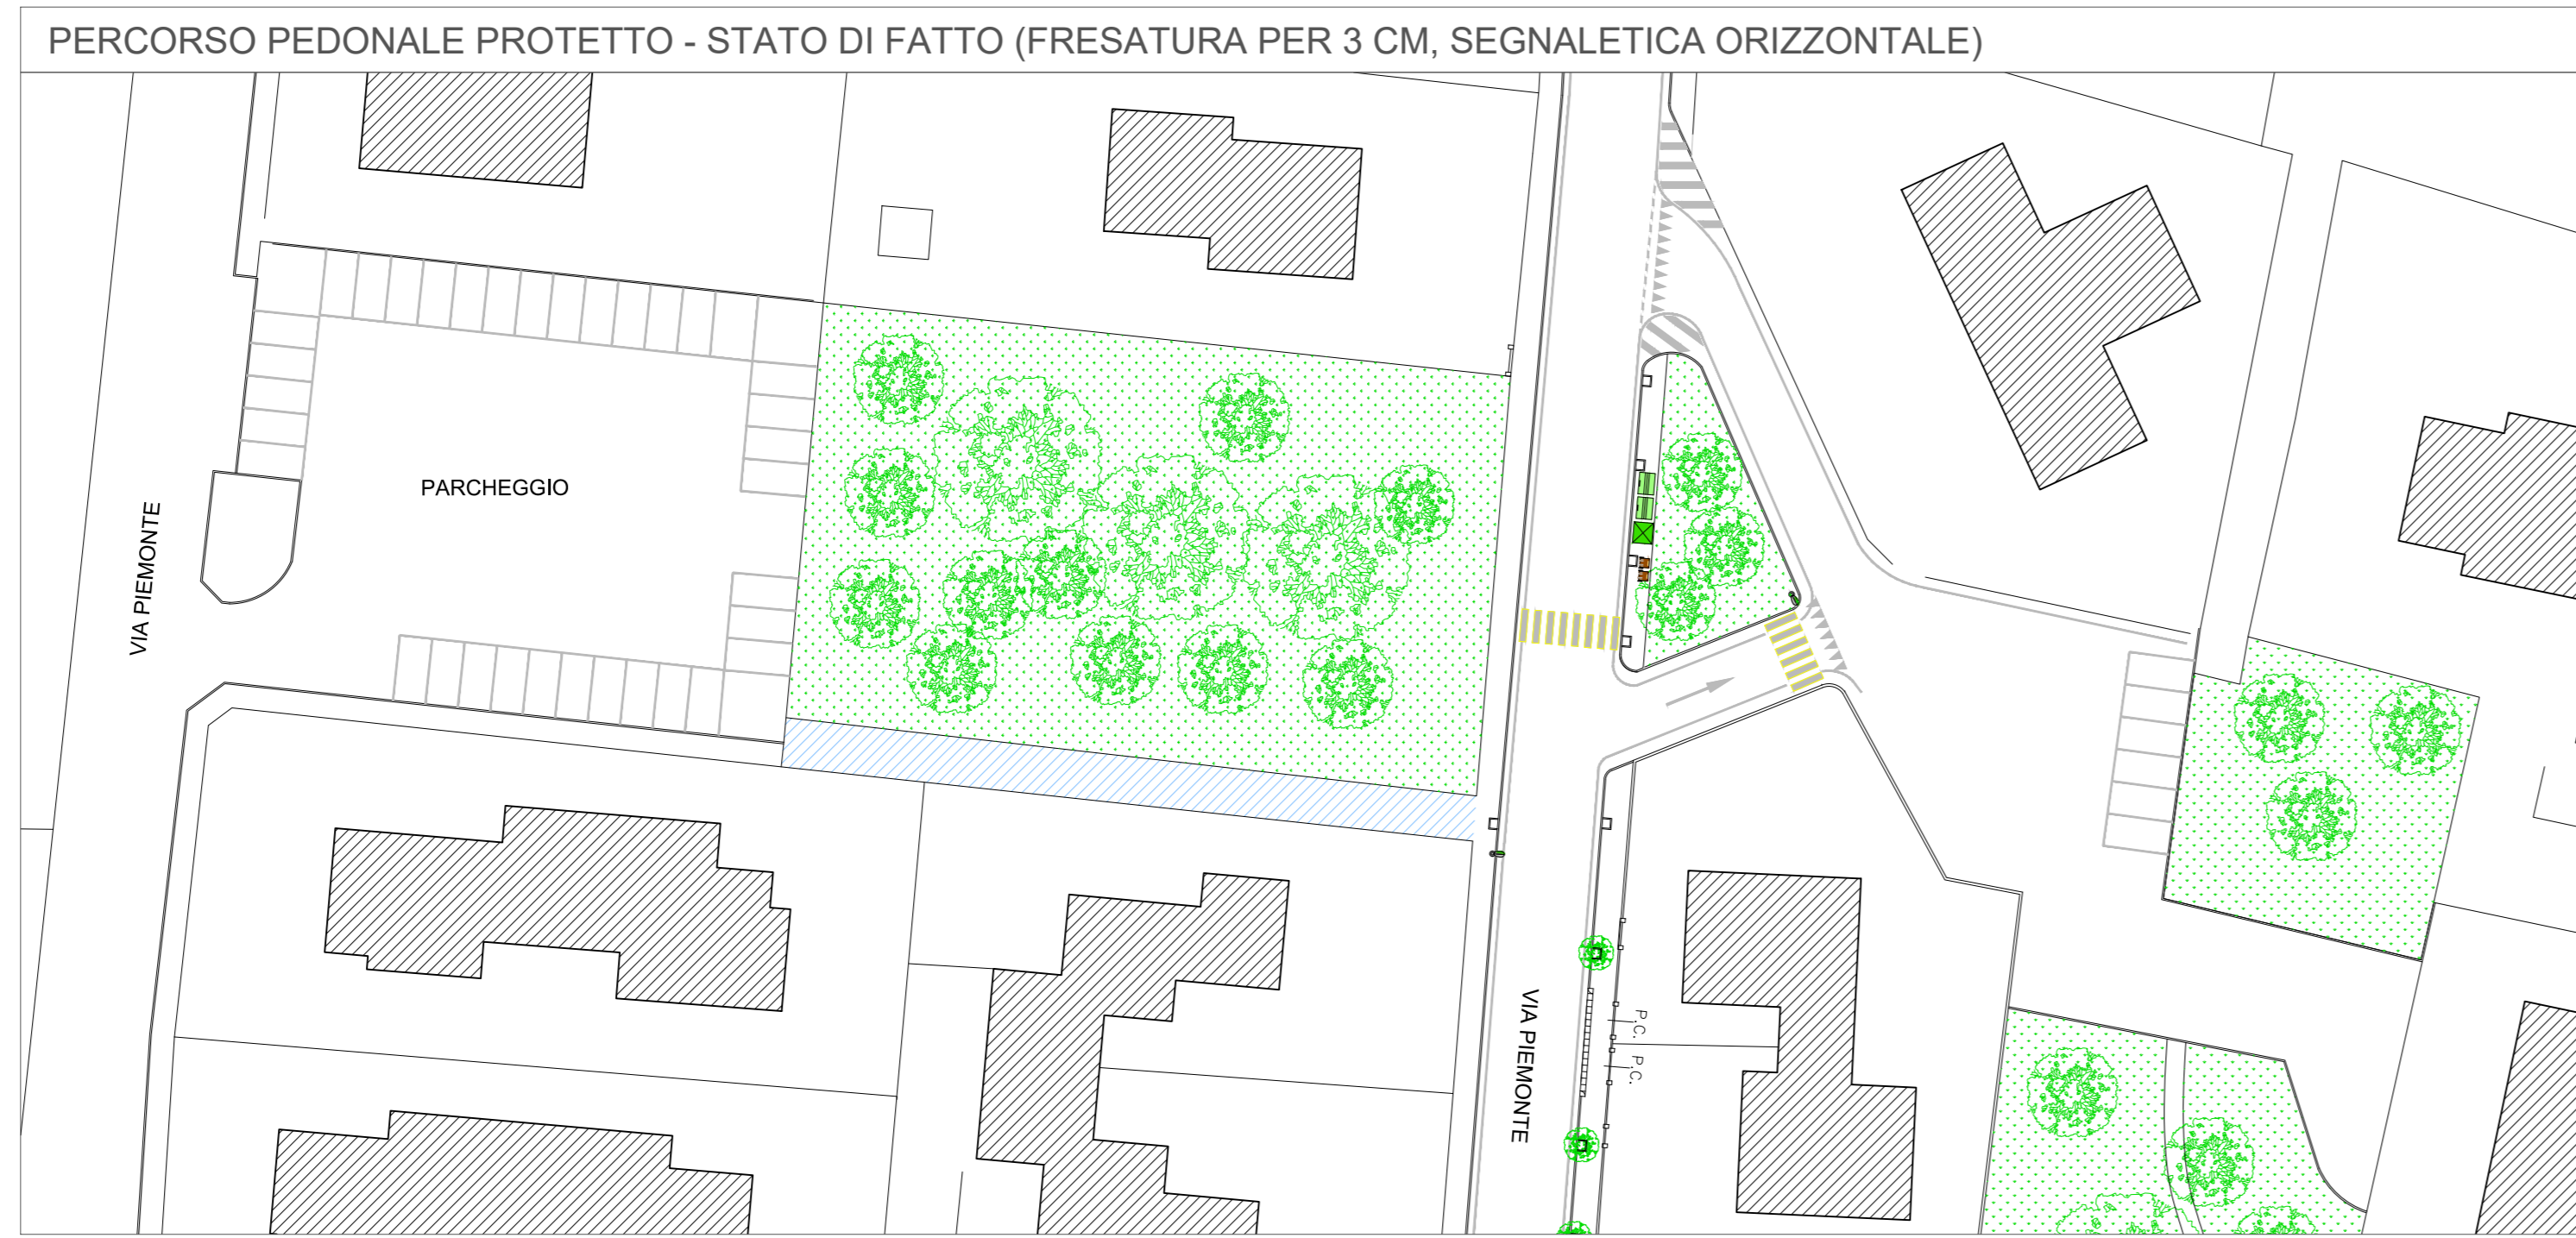 PERCORSO PEDONALE PROTETTO - STATO DI FATTO (FRESATURA PER 3 CM, SEGNALETICA ORIZZONTALE)
PARCHEGGIO
VIA PIEMONTE
VIA PIEMONTE
P.C.
P.C.